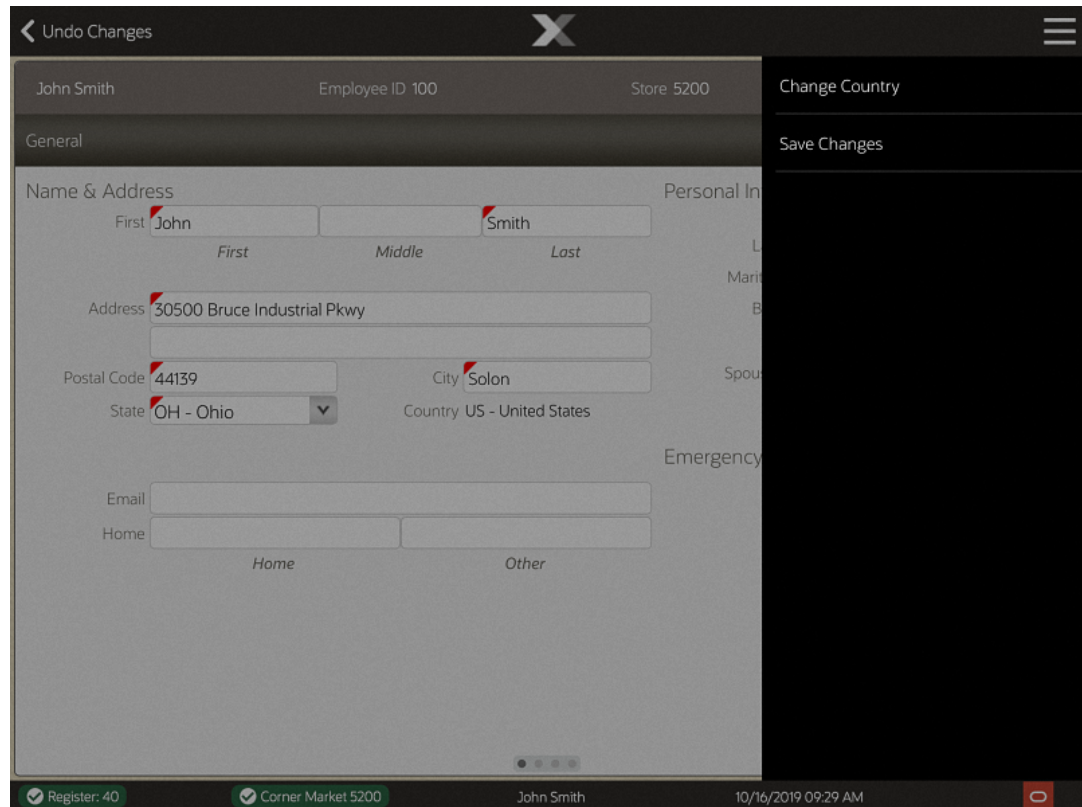 Undo Changes
John Smith Employee ID 100 Store 5200
Change Country
General
Save Changes
Name & Address Personal In
First John Smith
First Middle Last
L
Marit
Address 30500 Bruce Industrial Pkwy B
Postal Code 44139 City Solon Spous
State OH - Ohio Country US - United States
Emergency
Email
Home
Home Other
Register: 40 Corner Market 5200 John Smith 10/16/2019 09:29 AM